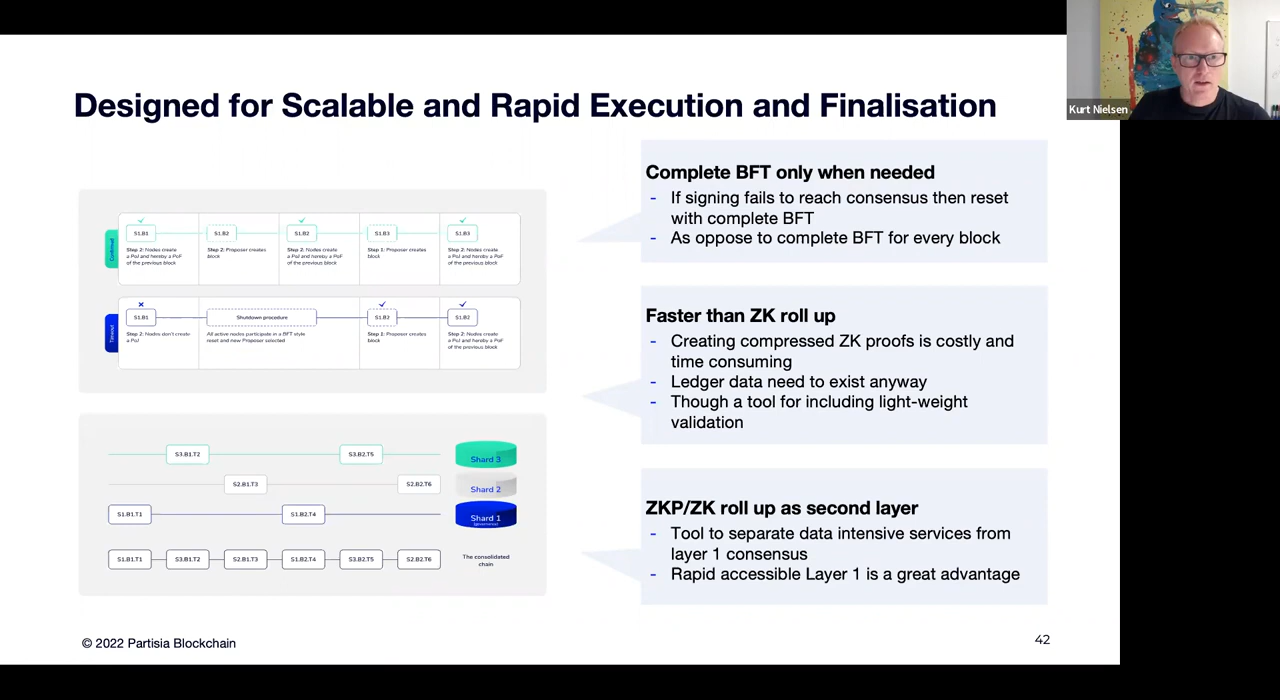 Kurt Nielsen
Designed for Scalable and Rapid Execution and Finalisation
Confirmed
S1.B1
Step 2: Nodes create
a PoJ and hereby a PoF
of the previous block
S1.B2
Step 2: Proposer creates
block
S1.B2
Step 2: Nodes create
a PoJ and hereby a PoF
of the previous block
S1.B3
Step 1: Proposer creates
block
S1.B3
Step 2: Nodes create
a PoJ and hereby a PoF
of the previous block
Timeout
S1.B1
Step 2: Nodes don't create
a PoJ
Shutdown procedure
All active nodes participate in a BFT style
reset and new Proposer selected
S1.B2
Step 1: Proposer creates
block
S1.B2
Step 2: Nodes create
a PoJ and hereby a PoF
of the previous block
S3.B1.T2
S3.B2.T5
Shard 3
S2.B1.T3
S2.B2.T6
Shard 2
S1.B1.T1
S1.B2.T4
Shard 1
S1.B1.T1
S3.B1.T2
S2.B1.T3
S1.B2.T4
S3.B2.T5
S2.B2.T6
The consolidated
chain
Complete BFT only when needed
- If signing fails to reach consensus then reset
with complete BFT
- As oppose to complete BFT for every block
Faster than ZK roll up
- Creating compressed ZK proofs is costly and
time consuming
- Ledger data need to exist anyway
- Though a tool for including light-weight
validation
ZKP/ZK roll up as second layer
- Tool to separate data intensive services from
layer 1 consensus
- Rapid accessible Layer 1 is a great advantage
© 2022 Partisia Blockchain
42